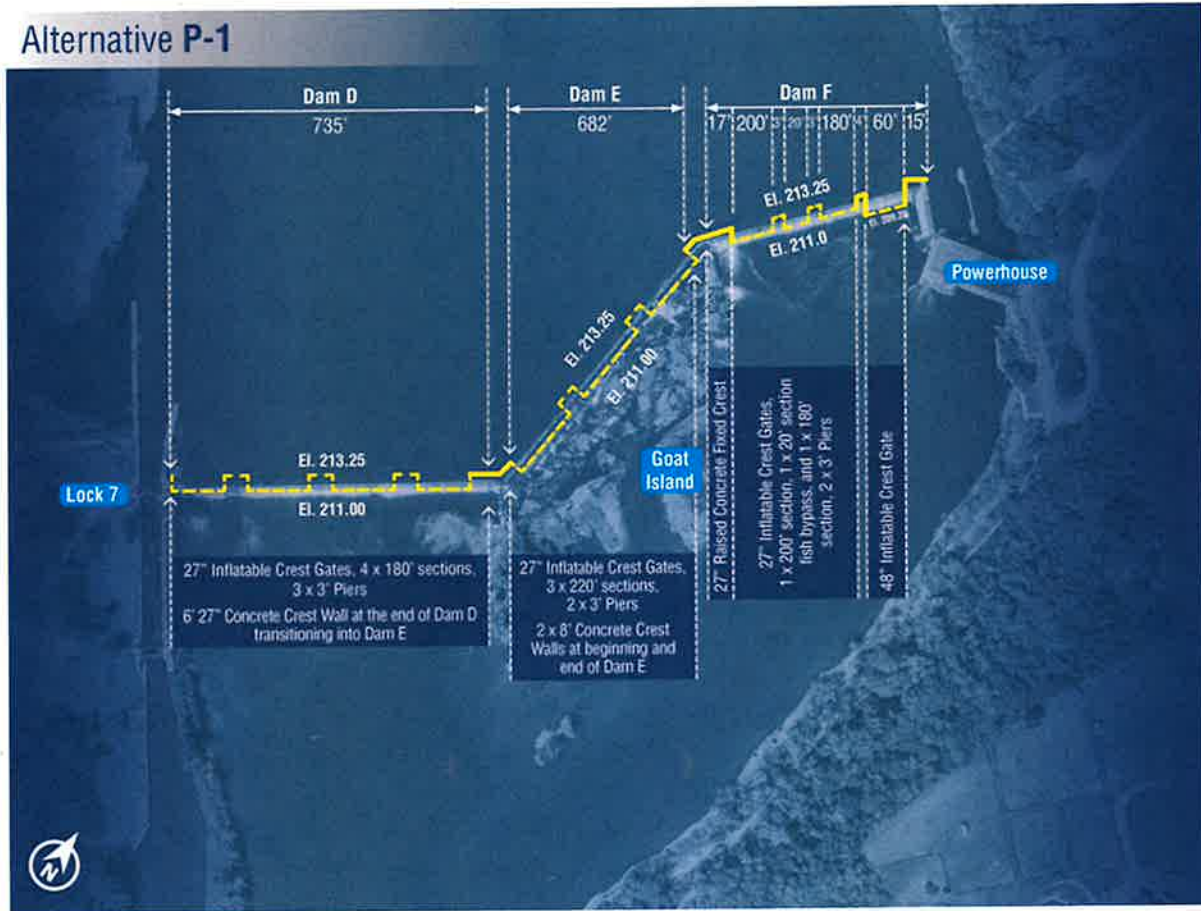 Alternative P-1
Dam D
735'
Dam E
682'
Dam F
17' 200' 3' 20' 3' 180' 4' 60' 15'
El. 213.25
El. 211.0
Powerhouse
El. 213.25
El. 211.00
El. 213.25
El. 211.00
Lock 7
Goat
Island
27" Inflatable Crest Gates, 4 x 180' sections,
3 x 3' Piers
6' 27" Concrete Crest Wall at the end of Dam D
transitioning into Dam E
27" Inflatable Crest Gates,
3 x 220' sections,
2 x 3' Piers
2 x 8' Concrete Crest
Walls at beginning and
end of Dam E
27" Raised Concrete Fixed Crest
27" Inflatable Crest Gates,
1 x 200' section, 1 x 20' section
fish bypass, and 1 x 180'
section, 2 x 3' Piers
48" Inflatable Crest Gate
N